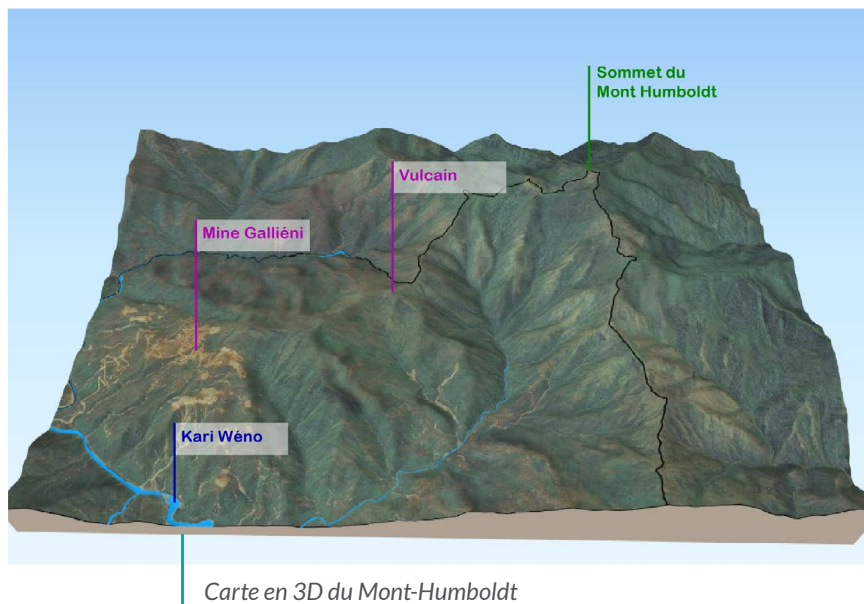 Sommet du
Mont Humboldt
Vulcain
Mine Galliéni
Kari Wéno
Carte en 3D du Mont-Humboldt